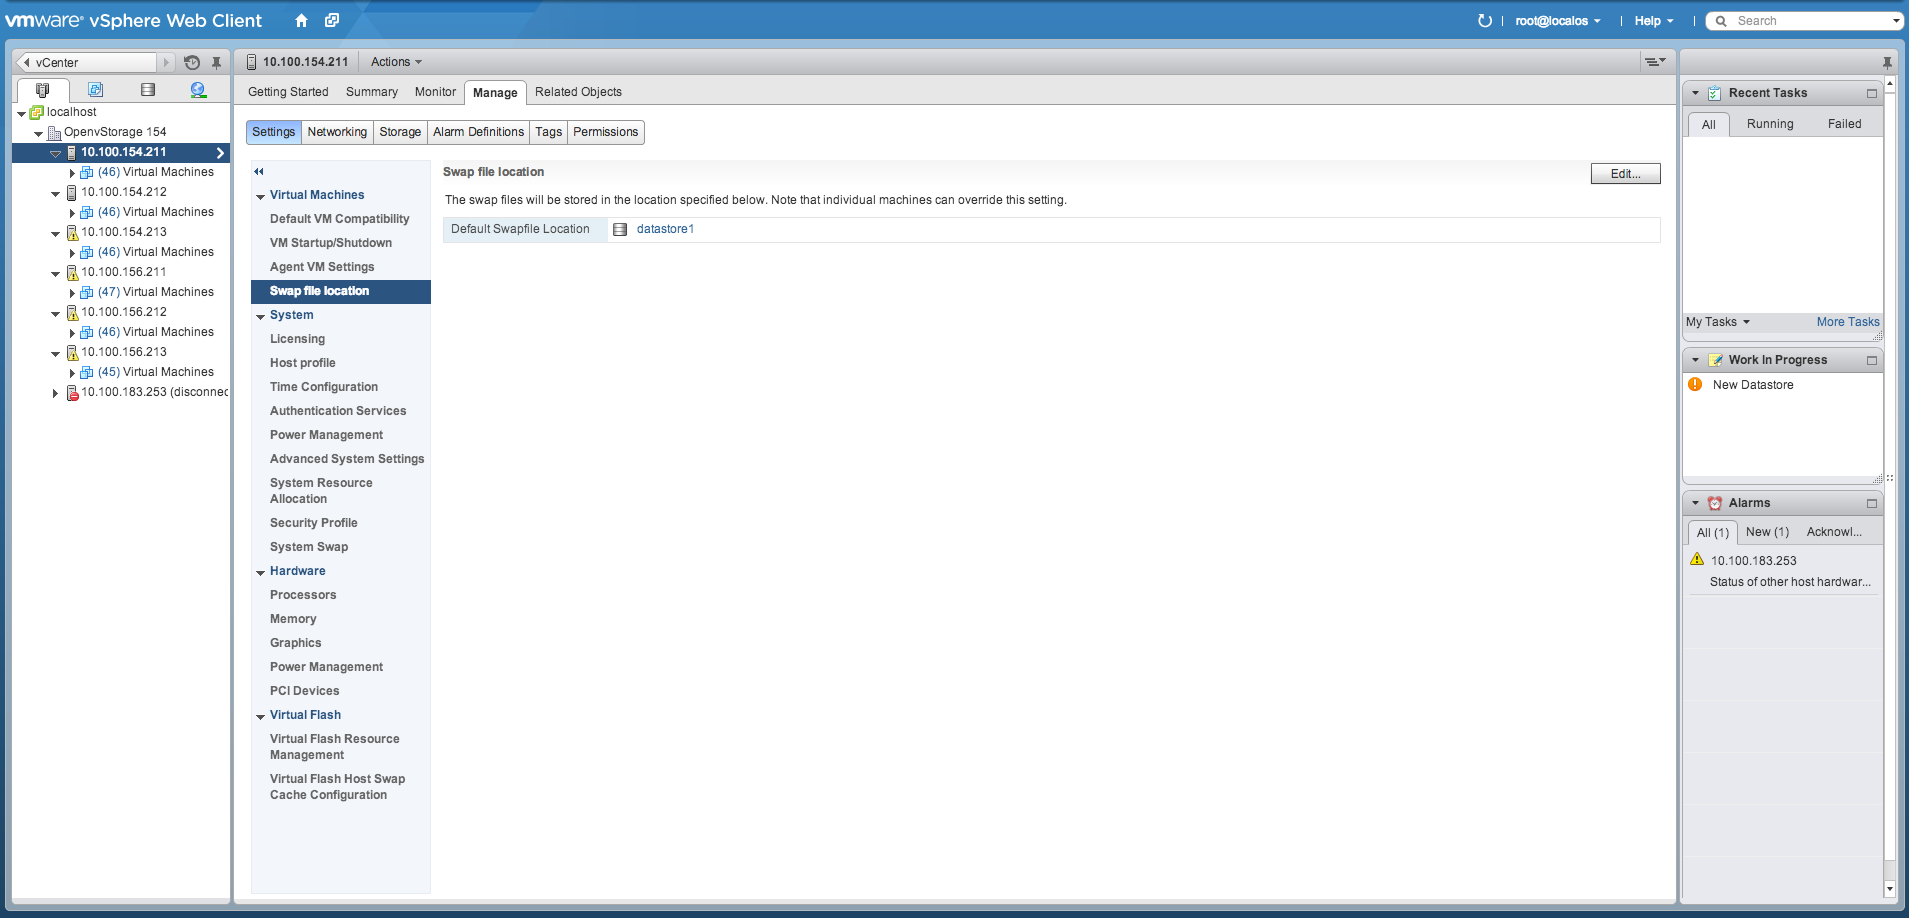 vmware® vSphere Web Client
root@localos
Help
Search
vCenter
localhost
OpenvStorage 154
10.100.154.211
(46) Virtual Machines
10.100.154.212
(46) Virtual Machines
10.100.154.213
(46) Virtual Machines
10.100.156.211
(47) Virtual Machines
10.100.156.212
(46) Virtual Machines
10.100.156.213
(45) Virtual Machines
10.100.183.253 (disconnec
10.100.154.211
Actions
Getting Started
Summary
Monitor
Manage
Related Objects
Settings
Networking
Storage
Alarm Definitions
Tags
Permissions
Virtual Machines
Default VM Compatibility
VM Startup/Shutdown
Agent VM Settings
Swap file location
System
Licensing
Host profile
Time Configuration
Authentication Services
Power Management
Advanced System Settings
System Resource
Allocation
Security Profile
System Swap
Hardware
Processors
Memory
Graphics
Power Management
PCI Devices
Virtual Flash
Virtual Flash Resource
Management
Virtual Flash Host Swap
Cache Configuration
Swap file location
Edit...
The swap files will be stored in the location specified below. Note that individual machines can override this setting.
Default Swapfile Location
datastore1
Recent Tasks
All
Running
Failed
My Tasks
More Tasks
Work In Progress
New Datastore
Alarms
All (1)
New (1)
Acknowl...
10.100.183.253
Status of other host hardwar...